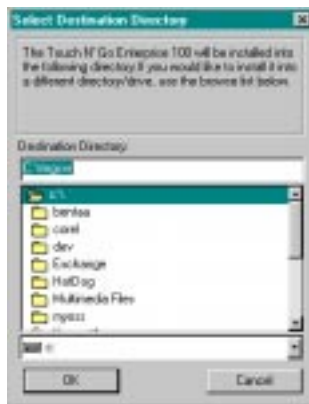 Select Destination Directory
The Touch N' Go Enterprise 100 will be installed into
the following directory. If you would like to install it into
a different directory/drive, use the browse list below.
Destination Directory:
c:\
bentaa
corel
dev
Exchange
HotDog
Multimedia Files
c:
OK
Cancel